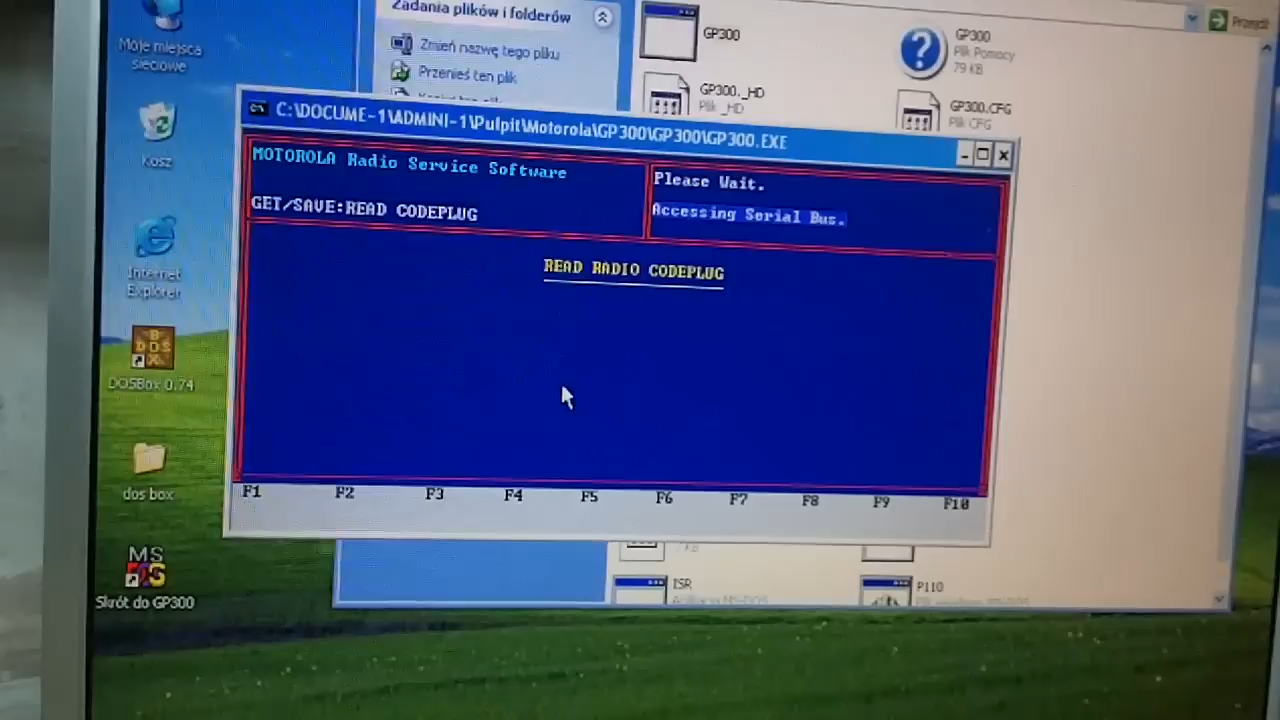 Zadania plików i folderów
Zmień nazwę tego pliku
Przenieś ten plik
Moje miejsca
sieciowe
Kosz
Internet
Explorer
DOSBox 0.74
dos box
MS
Skrót do GP300
GP300
GP300
Plik Pomocy
79 KB
GP300._HD
Plik _HD
GP300.CFG
Plik CFG
C:\DOCUME~1\ADMINI~1\Pulpit\Motorola\GP300\GP300\GP300.EXE
MOTOROLA Radio Service Software
GET/SAVE:READ CODEPLUG
Please Wait.
Accessing Serial Bus.
READ RADIO CODEPLUG
F1 F2 F3 F4 F5 F6 F7 F8 F9 F10
ISR
Aplikacja MS-DOS
P110